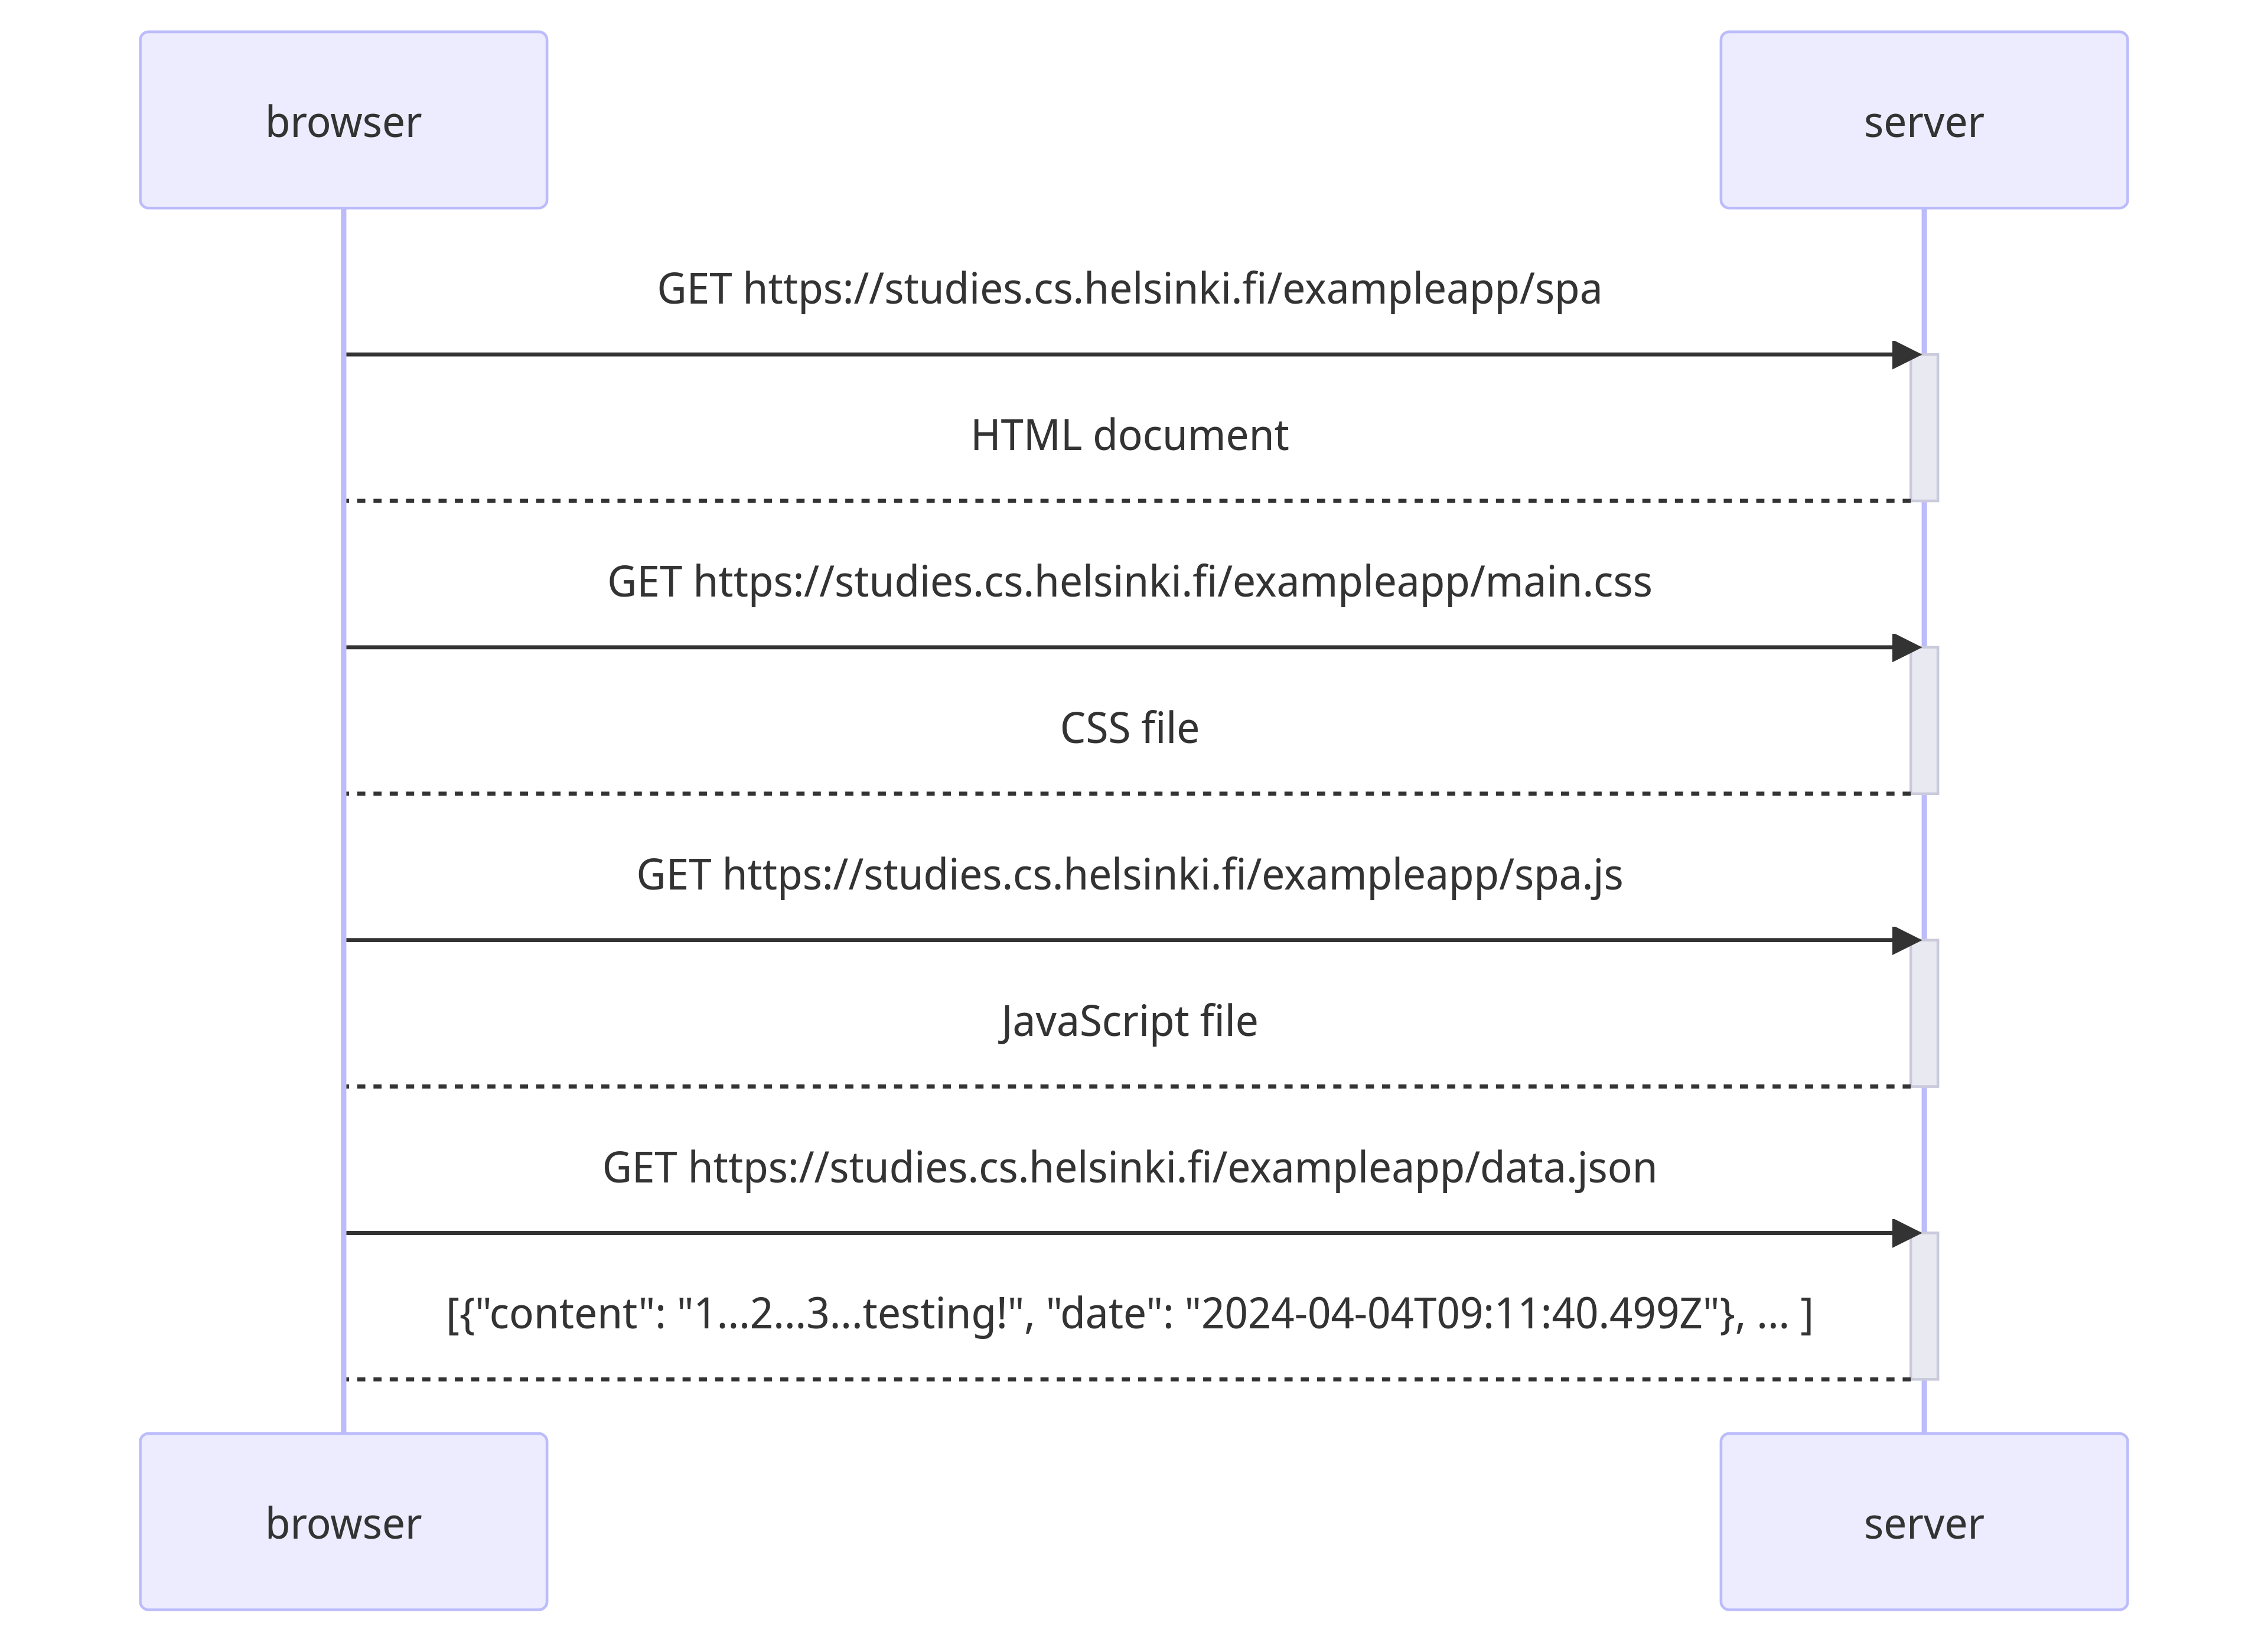 browser
server
GET https://studies.cs.helsinki.fi/exampleapp/spa
HTML document
GET https://studies.cs.helsinki.fi/exampleapp/main.css
CSS file
GET https://studies.cs.helsinki.fi/exampleapp/spa.js
JavaScript file
GET https://studies.cs.helsinki.fi/exampleapp/data.json
[{"content": "1...2...3...testing!", "date": "2024-04-04T09:11:40.499Z"}, ... ]
browser
server